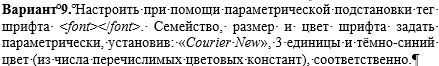 Вариант°9.°Настроить·при·помощи·параметрической·подстановки·тег·
шрифта·<font></font>.·Семейство,·размер·и·цвет·шрифта·задать·
параметрически,·установив:·«Courier·New»,·3·единицы·и·тёмно-синий·
цвет·(из·числа·перечислимых·цветовых·констант),·соответственно.¶